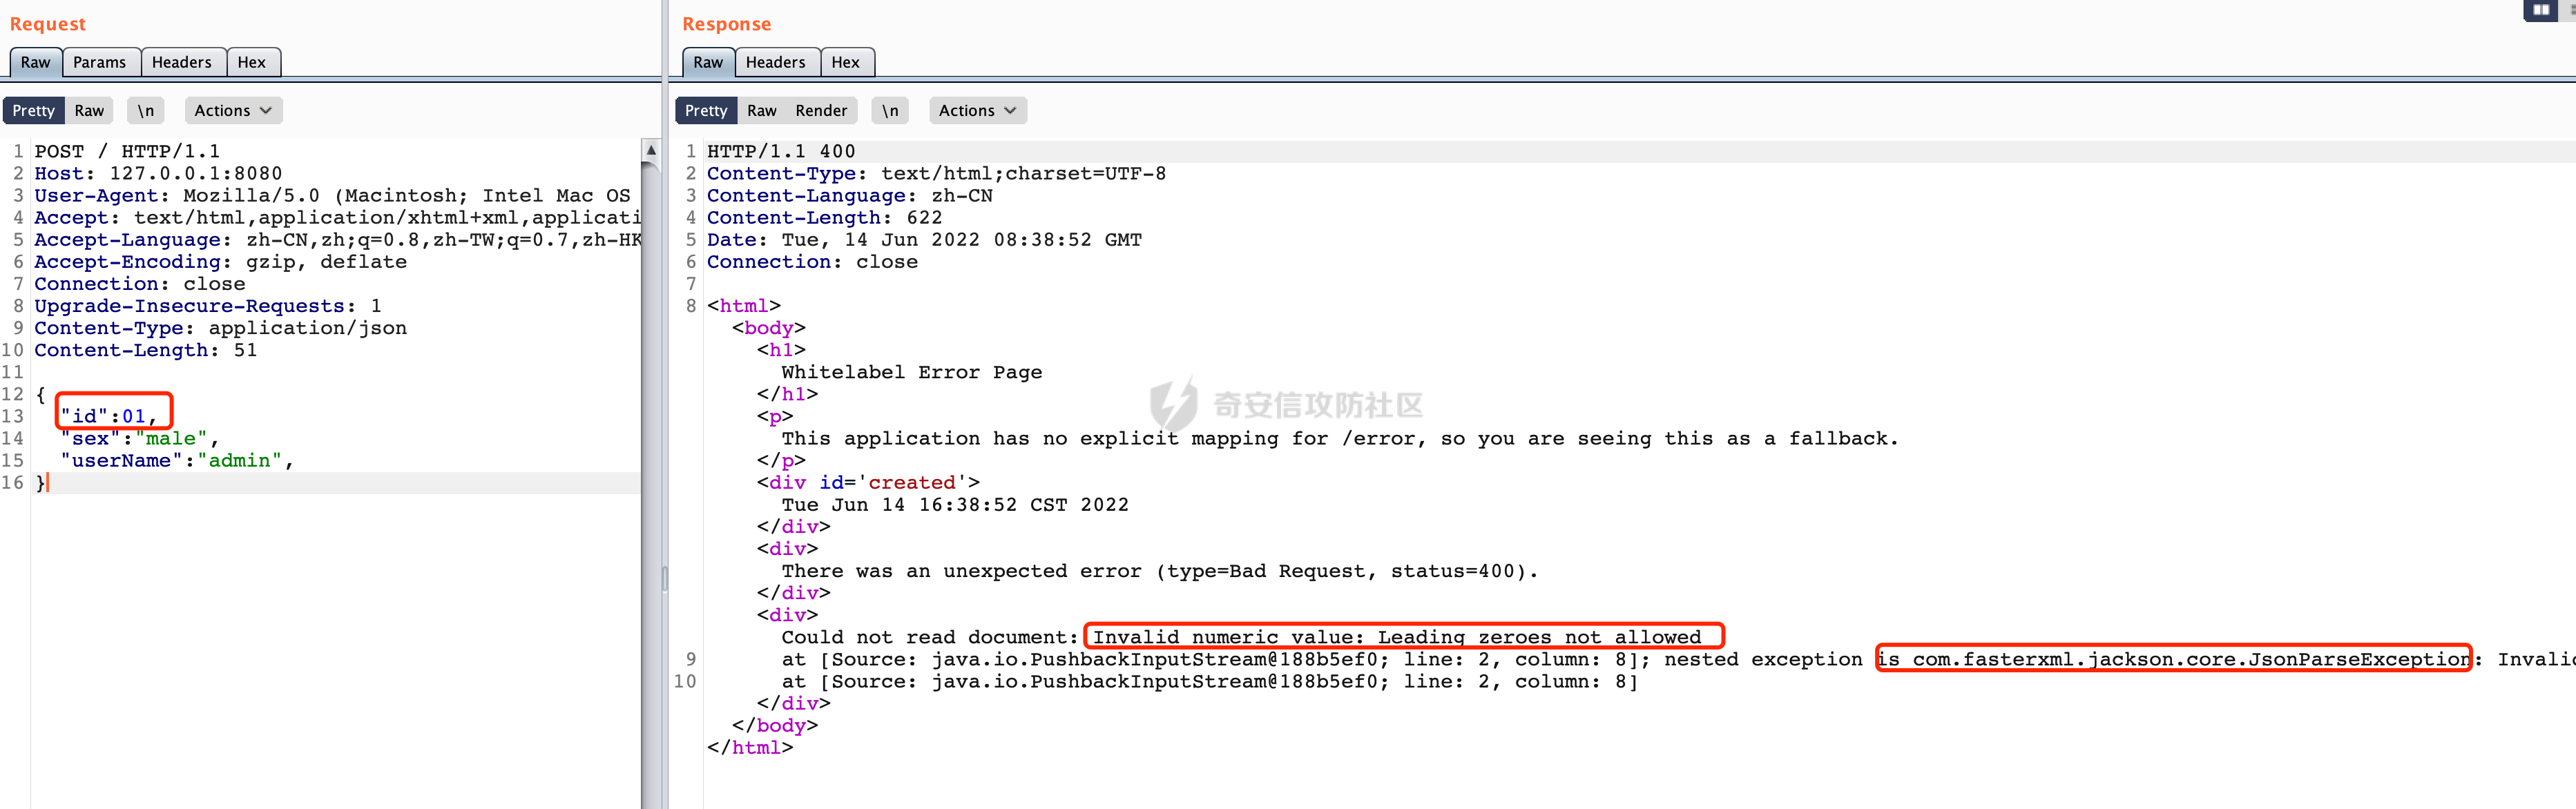 Request
Raw Params Headers Hex
Pretty Raw \n Actions
1 POST / HTTP/1.1
2 Host: 127.0.0.1:8080
3 User-Agent: Mozilla/5.0 (Macintosh; Intel Mac OS
4 Accept: text/html,application/xhtml+xml,applicati
5 Accept-Language: zh-CN,zh;q=0.8,zh-TW;q=0.7,zh-HK
6 Accept-Encoding: gzip, deflate
7 Connection: close
8 Upgrade-Insecure-Requests: 1
9 Content-Type: application/json
10 Content-Length: 51
11
12 {
13 "id":01,
14 "sex":"male",
15 "userName":"admin",
16 }
Response
Raw Headers Hex
Pretty Raw Render \n Actions
1 HTTP/1.1 400
2 Content-Type: text/html;charset=UTF-8
3 Content-Language: zh-CN
4 Content-Length: 622
5 Date: Tue, 14 Jun 2022 08:38:52 GMT
6 Connection: close
7
8 <html>
<body>
<h1>
Whitelabel Error Page
</h1>
<p>
This application has no explicit mapping for /error, so you are seeing this as a fallback.
</p>
<div id='created'>
Tue Jun 14 16:38:52 CST 2022
</div>
<div>
There was an unexpected error (type=Bad Request, status=400).
</div>
<div>
Could not read document: Invalid numeric value: Leading zeroes not allowed
9 at [Source: java.io.PushbackInputStream@188b5ef0; line: 2, column: 8]; nested exception is com.fasterxml.jackson.core.JsonParseException: Invalid
10 at [Source: java.io.PushbackInputStream@188b5ef0; line: 2, column: 8]
</div>
</body>
</html>
奇安信攻防社区